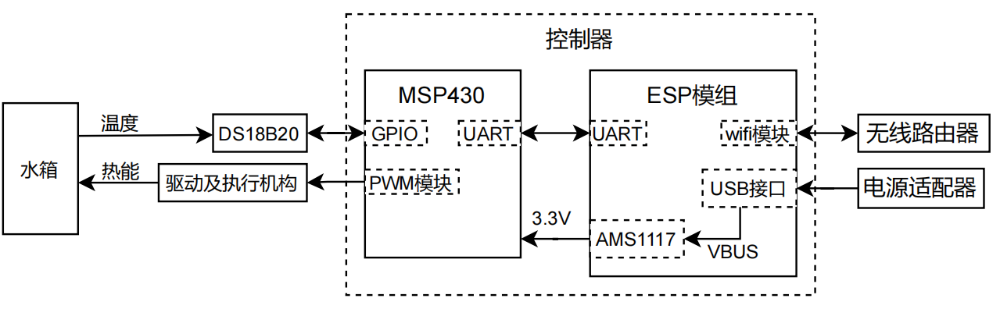 控制器
MSP430
ESP模组
水箱
温度
DS18B20
GPIO
UART
UART
wifi模块
无线路由器
热能
驱动及执行机构
PWM模块
USB接口
电源适配器
3.3V
AMS1117
VBUS